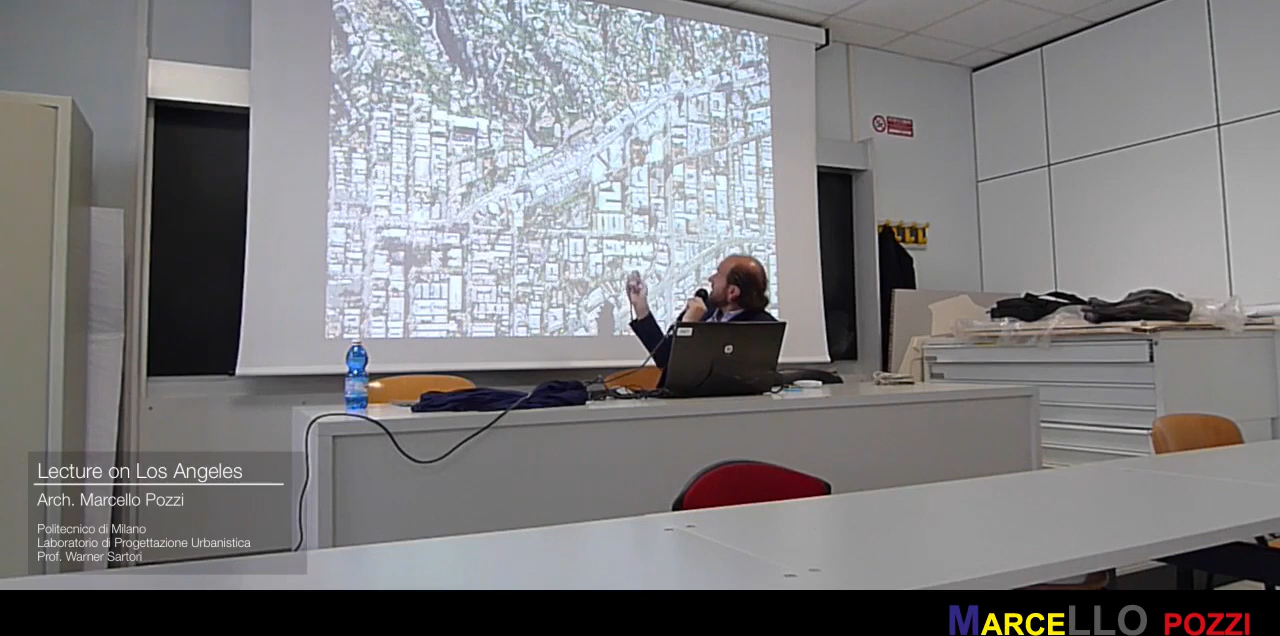 Lecture on Los Angeles
Arch. Marcello Pozzi
Politecnico di Milano
Laboratorio di Progettazione Urbanistica
Prof. Warner Sartori
MARCELLO POZZI